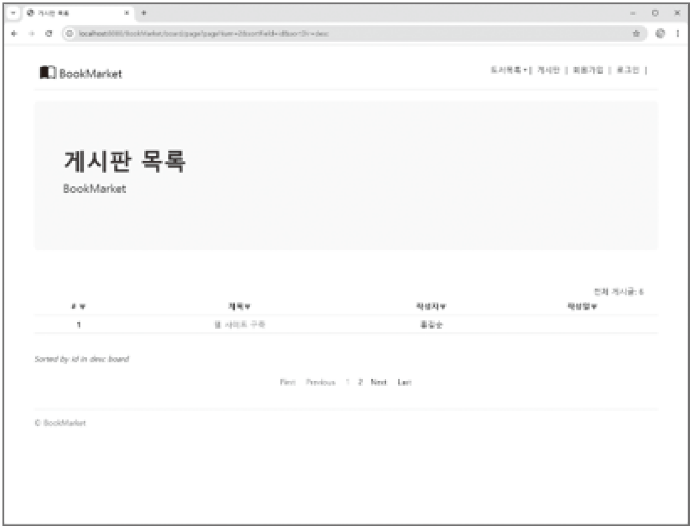 게시판 목록
localhost:8080/BookMarket/board/page?pageNum=2&sortField=id&sortDir=desc
BookMarket
도서목록 | 게시판 | 회원가입 | 로그인 |
게시판 목록
BookMarket
전체 게시글: 6
# 제목 작성자 작성일
1 웹 사이트 구축 홍길순
Sorted by id in desc board
First Previous 1 2 Next Last
© BookMarket